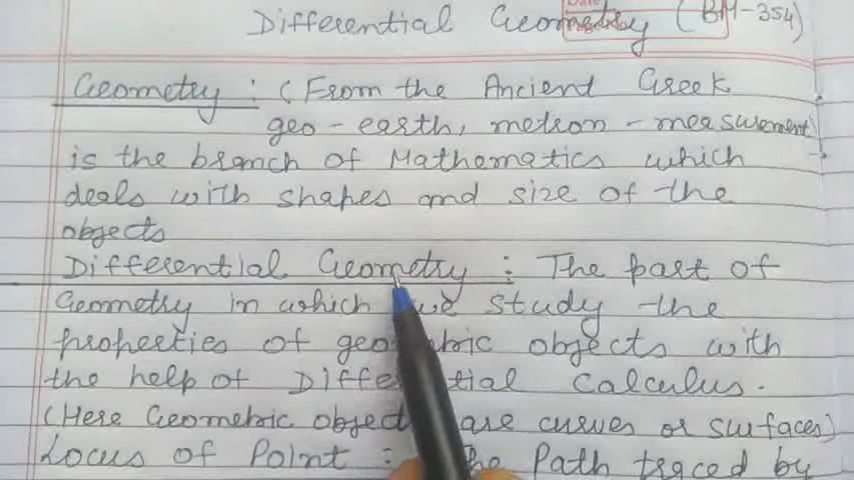 Differential Geometry (BM-354)
Geometry : (From the Ancient Greek
geo - earth, metron - measurement)
is the branch of Mathematics which
deals with shapes and size of the
objects
Differential Geometry : The part of
Geometry in which we study the
properties of geometric objects with
the help of Differential Calculus.
(Here Geometric objects are curves or surfaces)
Locus of Point : The Path traced by